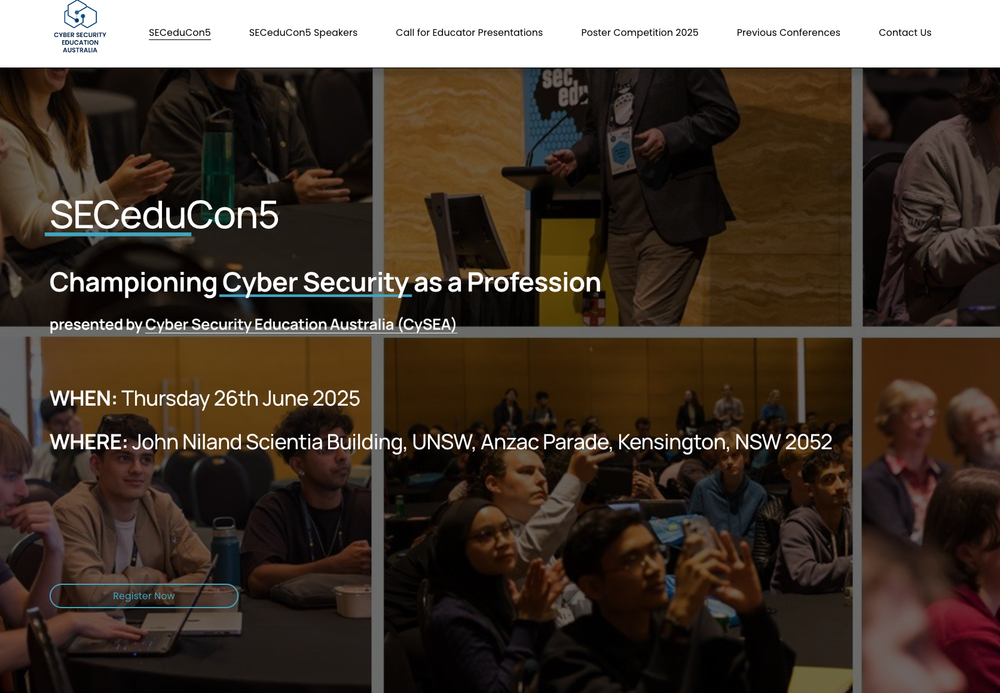 CYBER SECURITY
EDUCATION
AUSTRALIA
SECeduCon5
SECeduCon5 Speakers
Call for Educator Presentations
Poster Competition 2025
Previous Conferences
Contact Us
sec
edu
SECeduCon5
Championing Cyber Security as a Profession
presented by Cyber Security Education Australia (CySEA)
WHEN: Thursday 26th June 2025
WHERE: John Niland Scientia Building, UNSW, Anzac Parade, Kensington, NSW 2052
Register Now